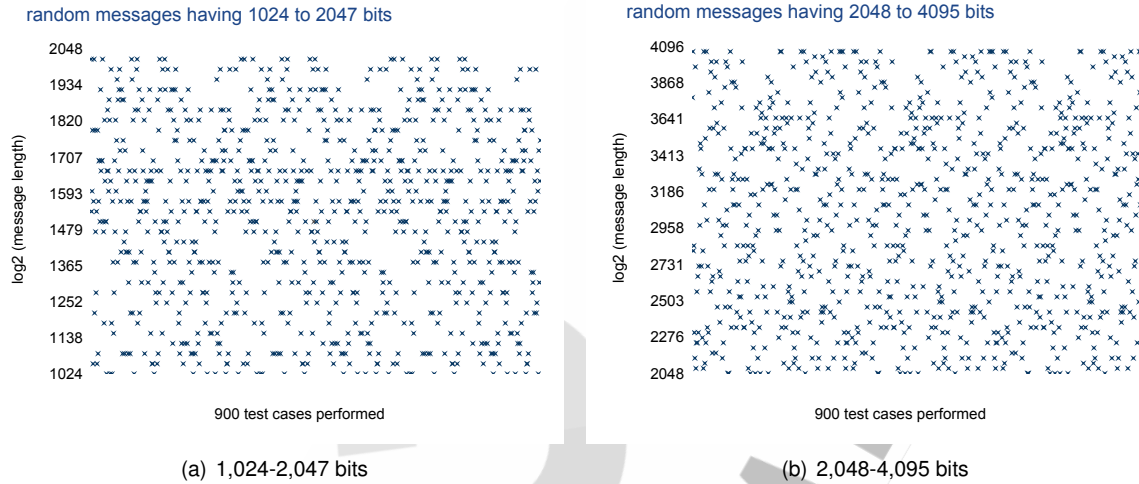 random messages having 1024 to 2047 bits
2048
1934
1820
1707
1593
1479
1365
1252
1138
1024
log2 (message length)
900 test cases performed
(a) 1,024-2,047 bits
random messages having 2048 to 4095 bits
4096
3868
3641
3413
3186
2958
2731
2503
2276
2048
log2 (message length)
900 test cases performed
(b) 2,048-4,095 bits